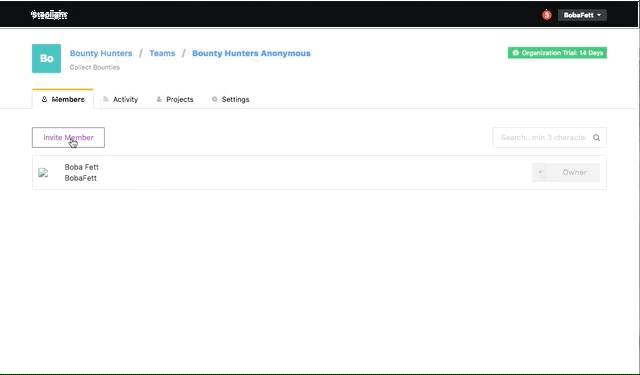 Stoplight
3
BobaFett
Bo
Bounty Hunters / Teams / Bounty Hunters Anonymous
Collect Bounties
Organization Trial: 14 Days
Members
Activity
Projects
Settings
Invite Member
Search...min 3 characte
Boba Fett
BobaFett
Owner